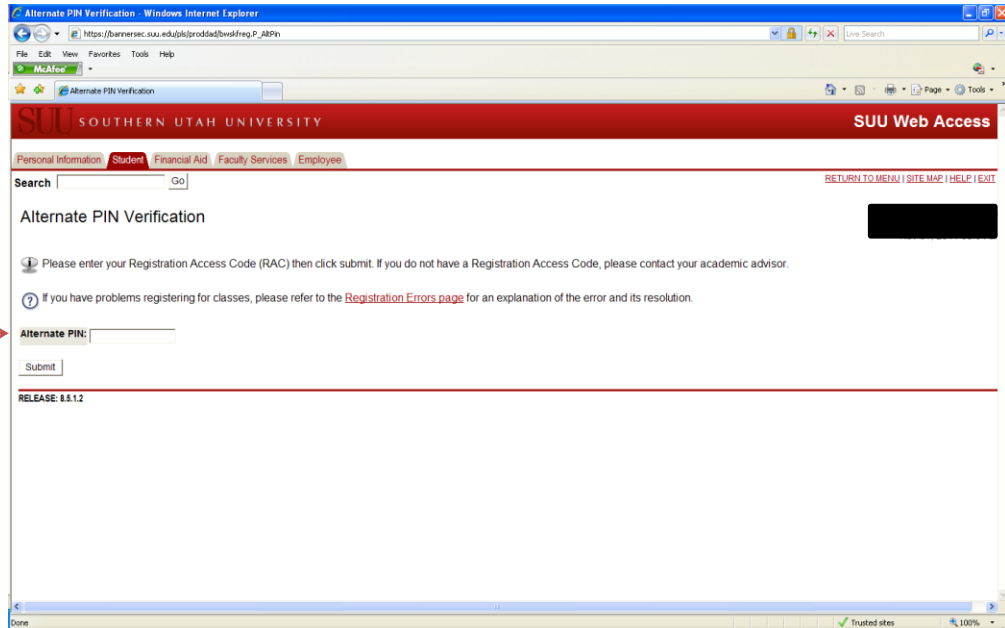 Alternate PIN Verification - Windows Internet Explorer
https://bannersec.suu.edu/pls/proddad/bwskfreg.P_AltPin
Live Search
File Edit View Favorites Tools Help
McAfee
Alternate PIN Verification
Page Tools
SUU SOUTHERN UTAH UNIVERSITY
SUU Web Access
Personal Information Student Financial Aid Faculty Services Employee
Search Go
RETURN TO MENU | SITE MAP | HELP | EXIT
Alternate PIN Verification
Please enter your Registration Access Code (RAC) then click submit. If you do not have a Registration Access Code, please contact your academic advisor.
If you have problems registering for classes, please refer to the Registration Errors page for an explanation of the error and its resolution.
Alternate PIN:
Submit
RELEASE: 8.5.1.2
Done
Trusted sites
100%